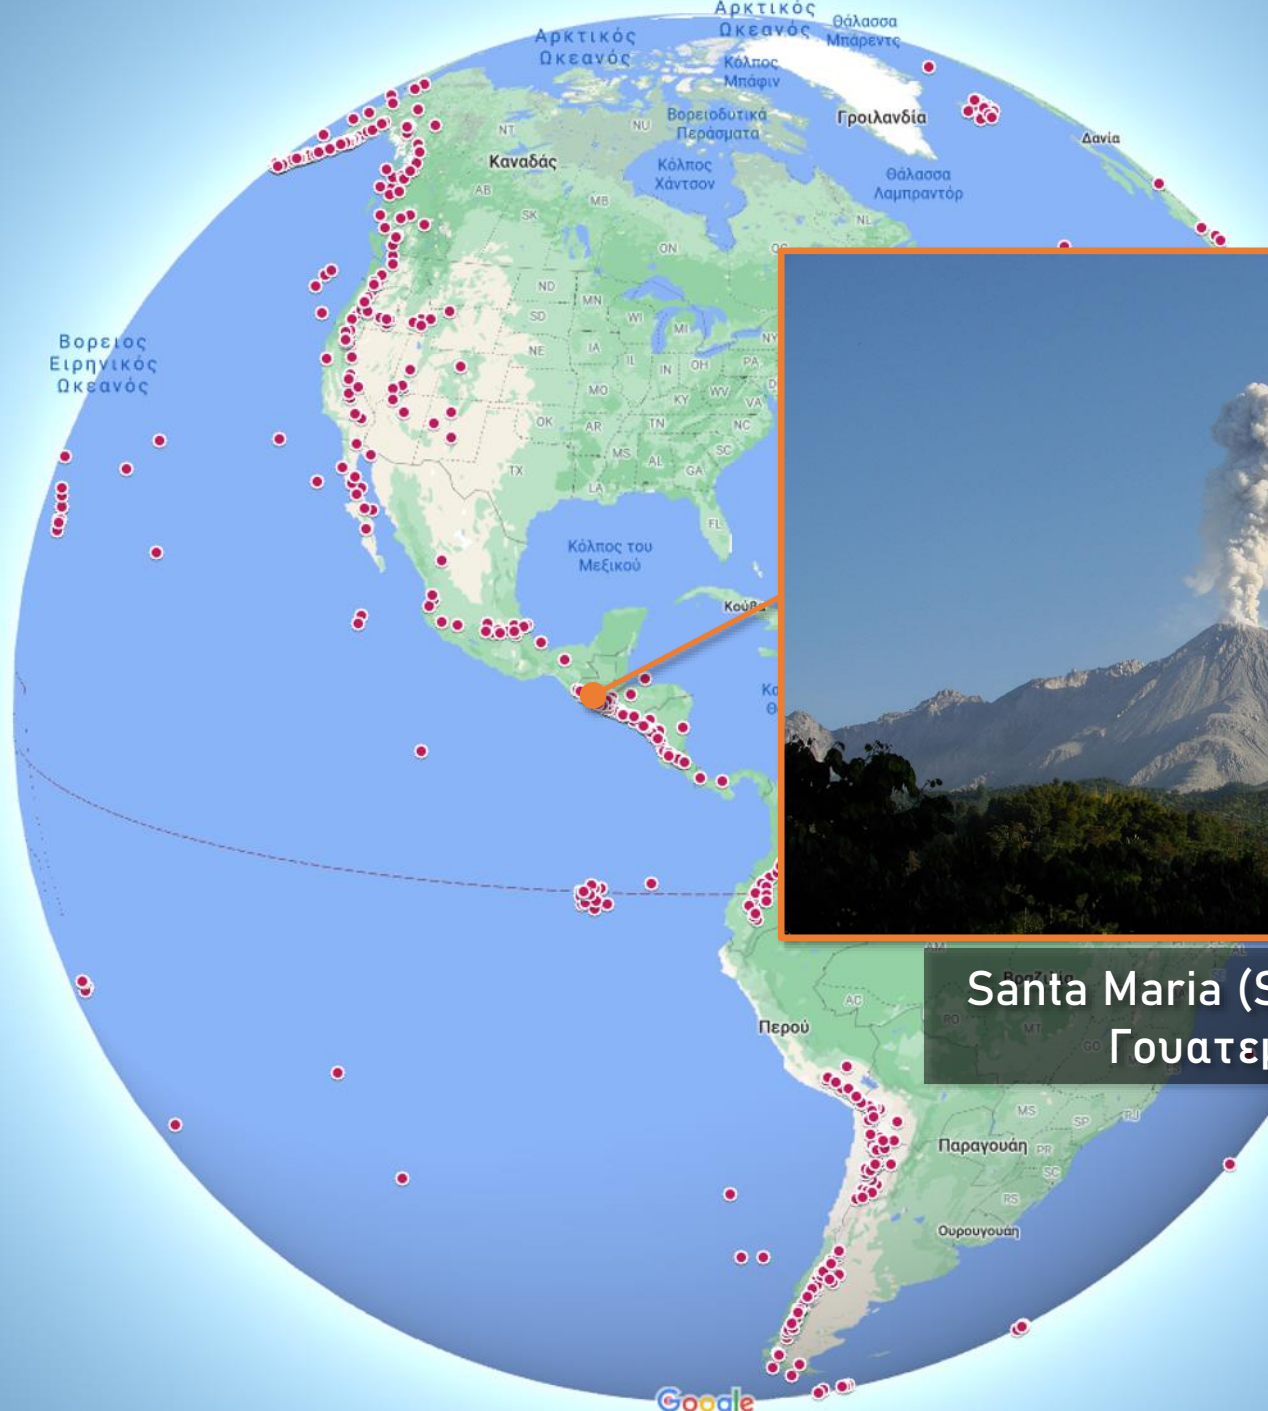 Αρκτικός
Ωκεανός
Αρκτικός
Ωκεανός
Θάλασσα
Μπάρεντς
Κόλπος
Μπάφιν
Γροιλανδία
Βορειοδυτικά
Περάσματα
Δανία
NT
NU
Καναδάς
Κόλπος
Χάντσον
Θάλασσα
Λαμπραντόρ
AB
SK
MB
NL
ON
Βορειος
Ειρηνικός
Ωκεανός
ND
MN
SD
WI
MI
NY
NE
IA
IL
IN
OH
PA
MO
KY
WV
VA
OK
AR
TN
NC
MS
AL
GA
SC
TX
LA
FL
Κόλπος του
Μεξικού
Κούβα
Περού
Βραζιλία
AC
RO
MT
GO
Santa Maria (S
Γουατεμ
MS
SP
RJ
Παραγουάη
PR
SC
RS
Ουρουγουάη
Google